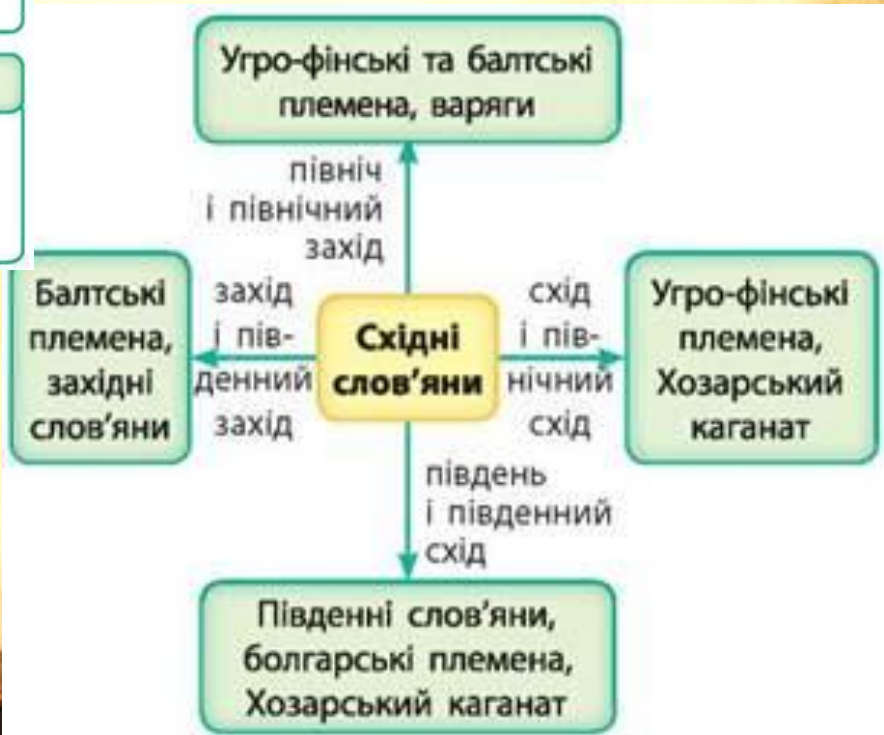 Угро-фінські та балтські
племена, варяги
північ
і північний
захід
Балтські
племена,
західні
слов’яни
захід
і пів-
денний
захід
Східні
слов’яни
схід
і пів-
нічний
схід
Угро-фінські
племена,
Хозарський
каганат
південь
і південний
схід
Південні слов’яни,
болгарські племена,
Хозарський каганат